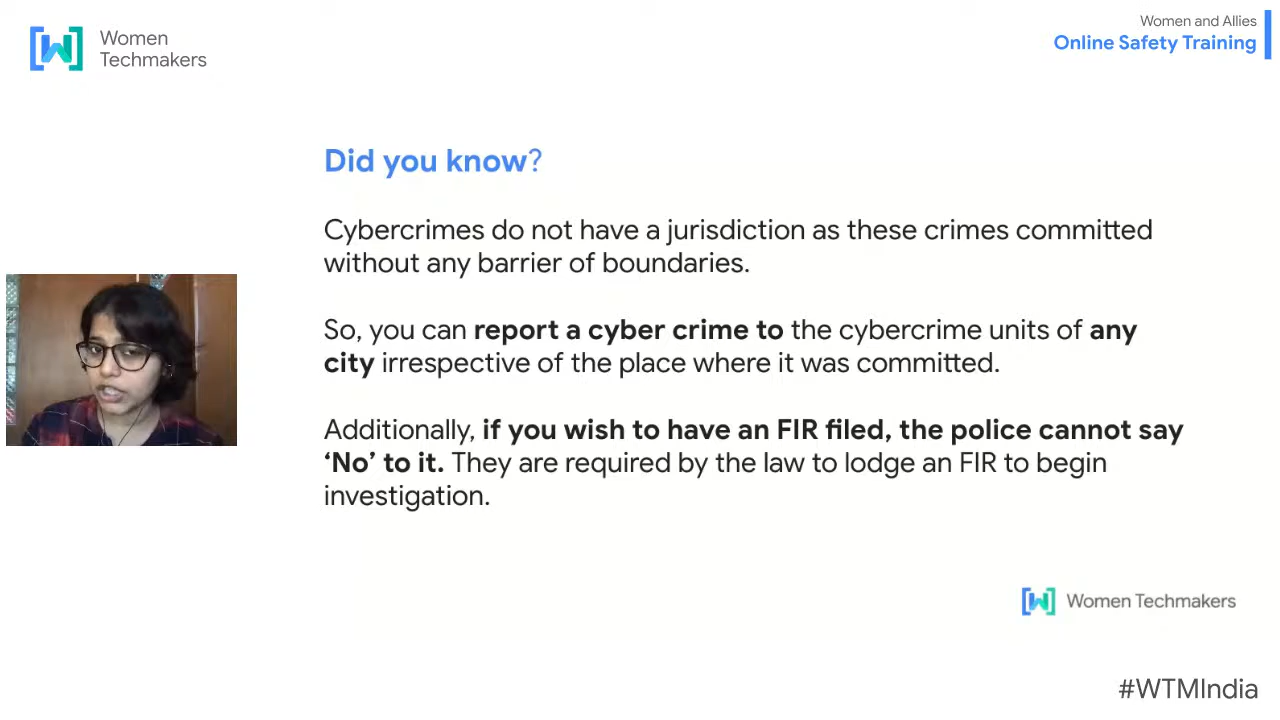 Women
Techmakers
Women and Allies
Online Safety Training
Did you know?
Cybercrimes do not have a jurisdiction as these crimes committed
without any barrier of boundaries.
So, you can report a cyber crime to the cybercrime units of any
city irrespective of the place where it was committed.
Additionally, if you wish to have an FIR filed, the police cannot say
‘No’ to it. They are required by the law to lodge an FIR to begin
investigation.
Women Techmakers
#WTMIndia